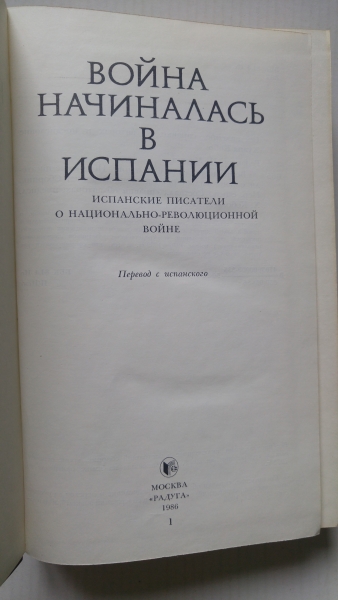 ВОЙНА
НАЧИНАЛАСЬ
В
ИСПАНИИ
ИСПАНСКИЕ ПИСАТЕЛИ
О НАЦИОНАЛЬНО-РЕВОЛЮЦИОННОЙ
ВОЙНЕ
Перевод с испанского
МОСКВА
«РАДУГА»
1986
1